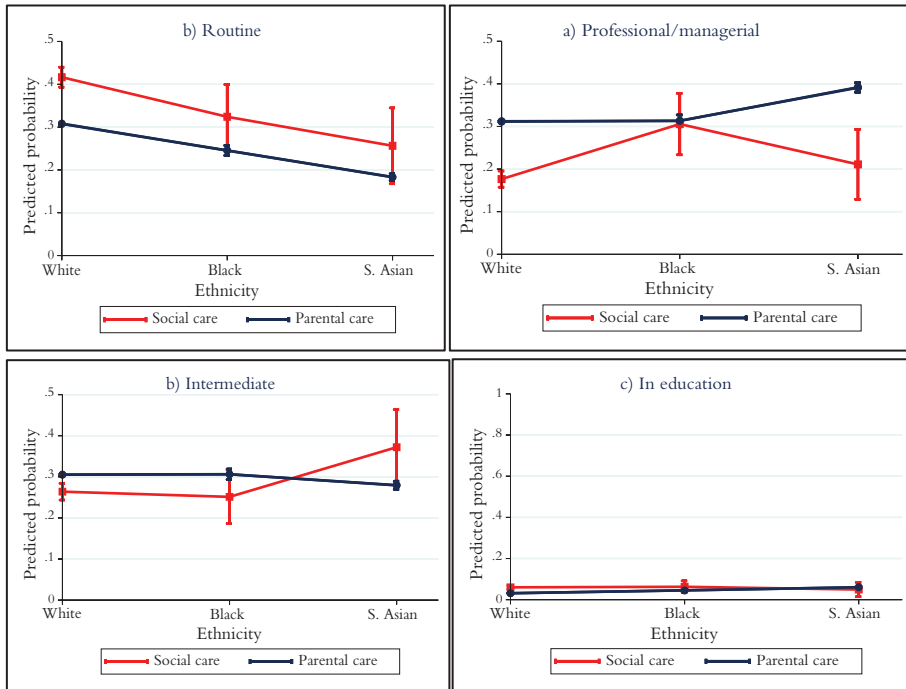 b) Routine
Predicted probability
.5
.4
.3
.2
.1
0
White
Black
S. Asian
Ethnicity
Social care
Parental care
a) Professional/managerial
Predicted probability
.5
.4
.3
.2
.1
0
White
Black
S. Asian
Ethnicity
Social care
Parental care
b) Intermediate
Predicted probability
.5
.4
.3
.2
.1
0
White
Black
S. Asian
Ethnicity
Social care
Parental care
c) In education
Predicted probability
1
.8
.6
.4
.2
0
White
Black
S. Asian
Ethnicity
Social care
Parental care